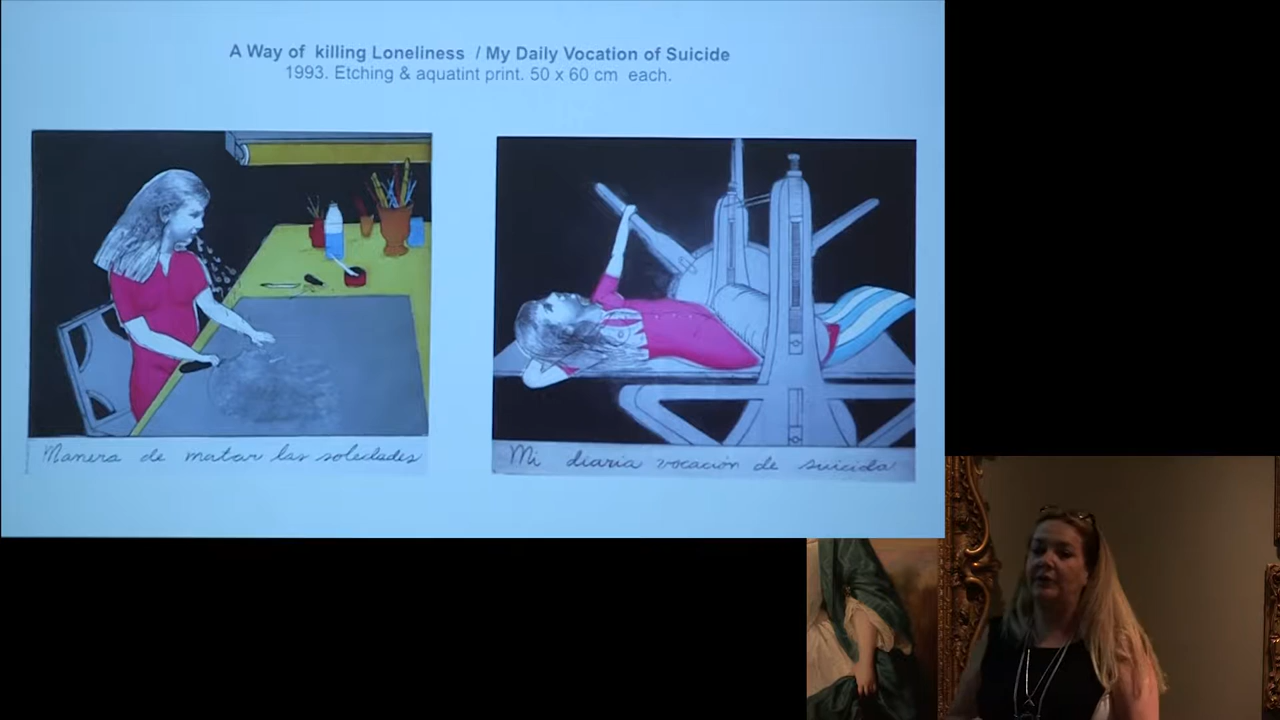 A Way of killing Loneliness / My Daily Vocation of Suicide
1993. Etching & aquatint print. 50 x 60 cm each.
Manera de matar las soledades
Mi diaria vocación de suicida